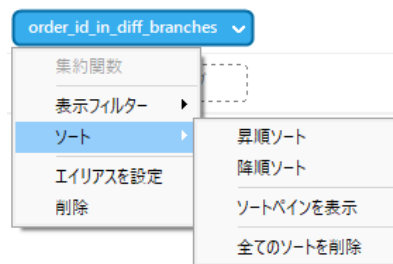 order_id_in_diff_branches
集約関数
表示フィルター
ソート
エイリアスを設定
削除
昇順ソート
降順ソート
ソートペインを表示
全てのソートを削除